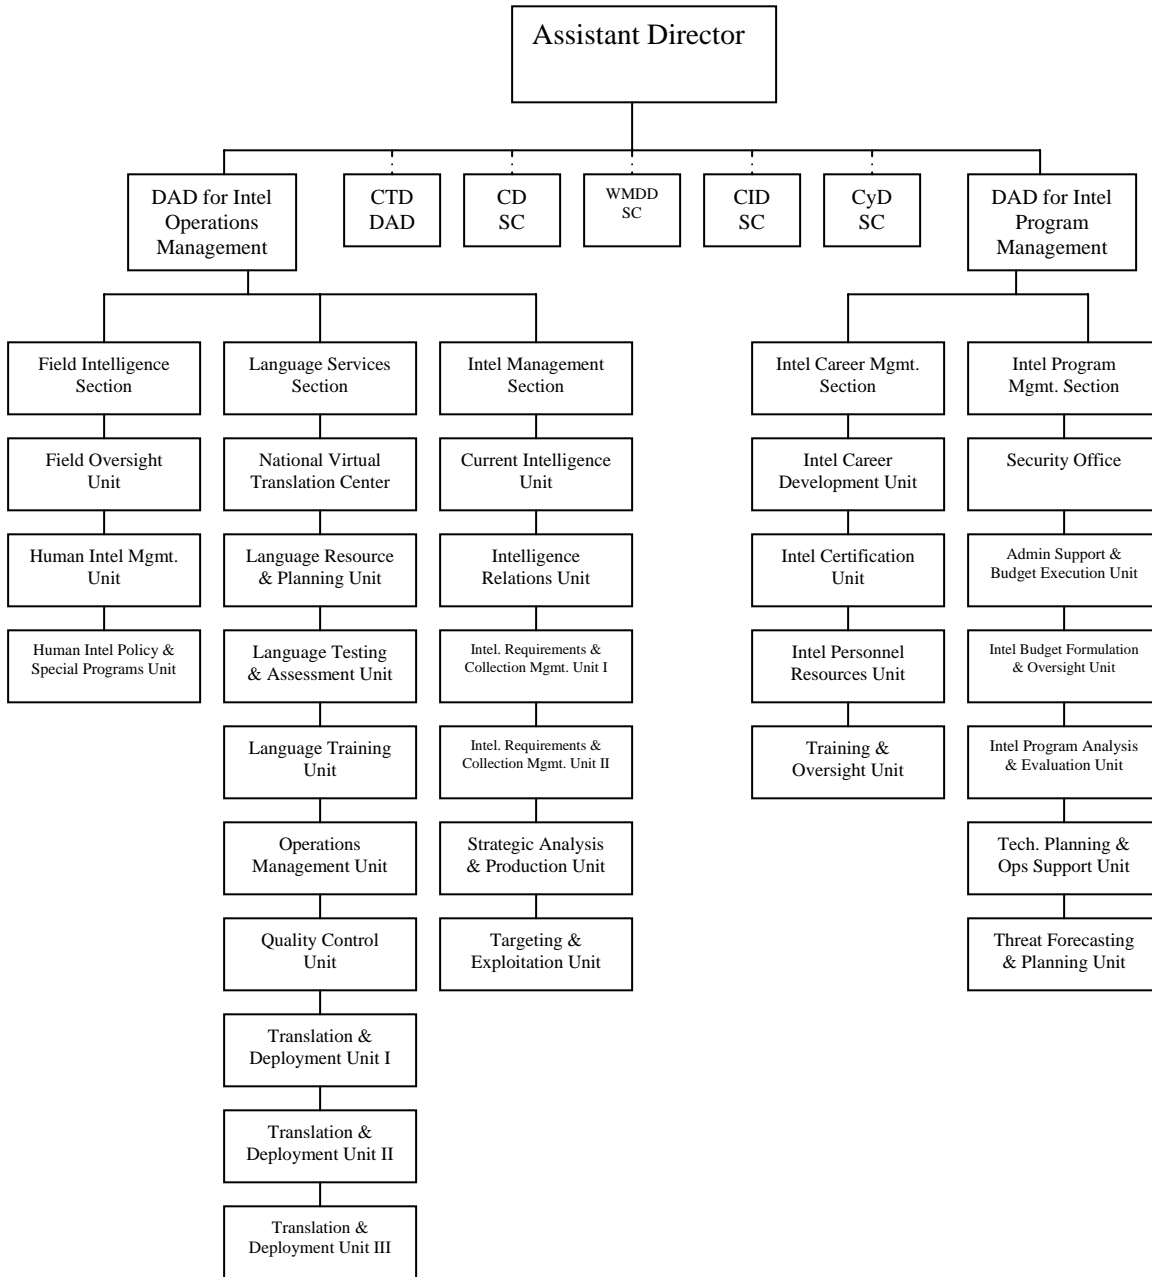 Assistant Director
DAD for Intel
Operations
Management
CTD
DAD
CD
SC
WMDD
SC
CID
SC
CyD
SC
DAD for Intel
Program
Management
Field Intelligence
Section
Language Services
Section
Intel Management
Section
Intel Career Mgmt.
Section
Intel Program
Mgmt. Section
Field Oversight
Unit
National Virtual
Translation Center
Current Intelligence
Unit
Intel Career
Development Unit
Security Office
Human Intel Mgmt.
Unit
Language Resource
& Planning Unit
Intelligence
Relations Unit
Intel Certification
Unit
Admin Support &
Budget Execution Unit
Human Intel Policy &
Special Programs Unit
Language Testing
& Assessment Unit
Intel. Requirements &
Collection Mgmt. Unit I
Intel Personnel
Resources Unit
Intel Budget Formulation
& Oversight Unit
Language Training
Unit
Intel. Requirements &
Collection Mgmt. Unit II
Training &
Oversight Unit
Intel Program Analysis
& Evaluation Unit
Operations
Management Unit
Strategic Analysis
& Production Unit
Tech. Planning &
Ops Support Unit
Quality Control
Unit
Targeting &
Exploitation Unit
Threat Forecasting
& Planning Unit
Translation &
Deployment Unit I
Translation &
Deployment Unit II
Translation &
Deployment Unit III